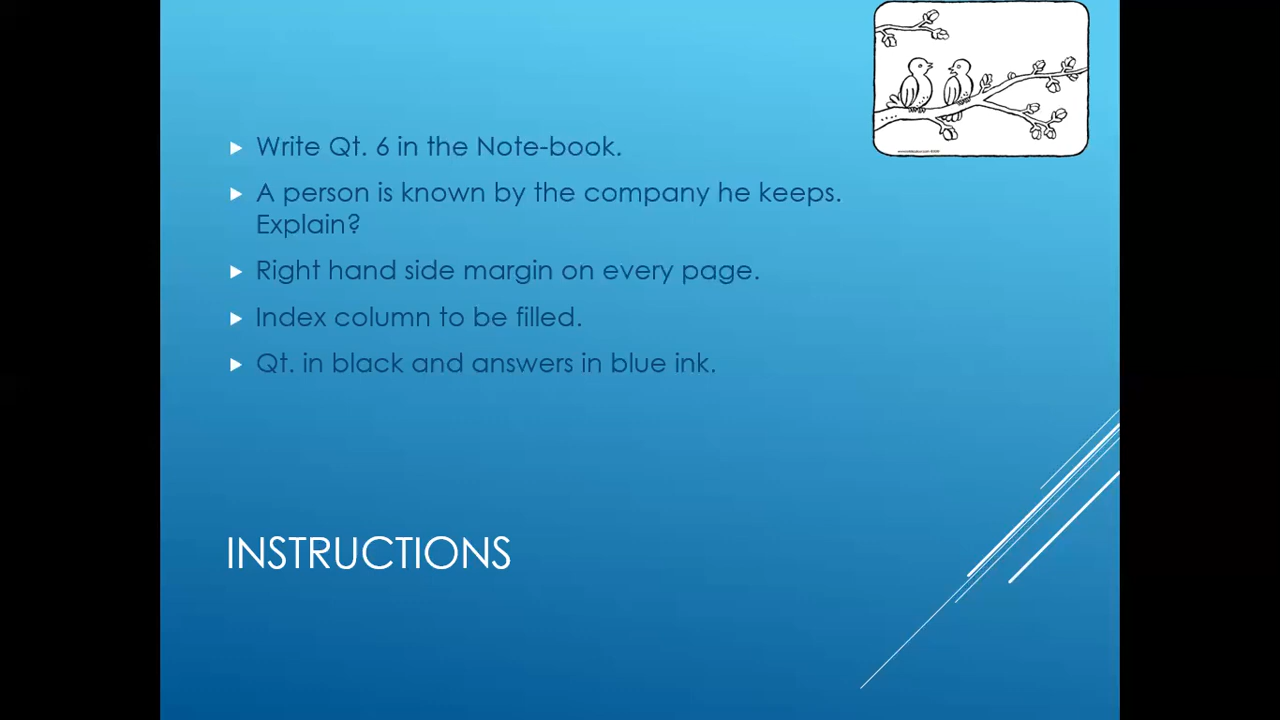 Write Qt. 6 in the Note-book.
A person is known by the company he keeps.
Explain?
Right hand side margin on every page.
Index column to be filled.
Qt. in black and answers in blue ink.
INSTRUCTIONS